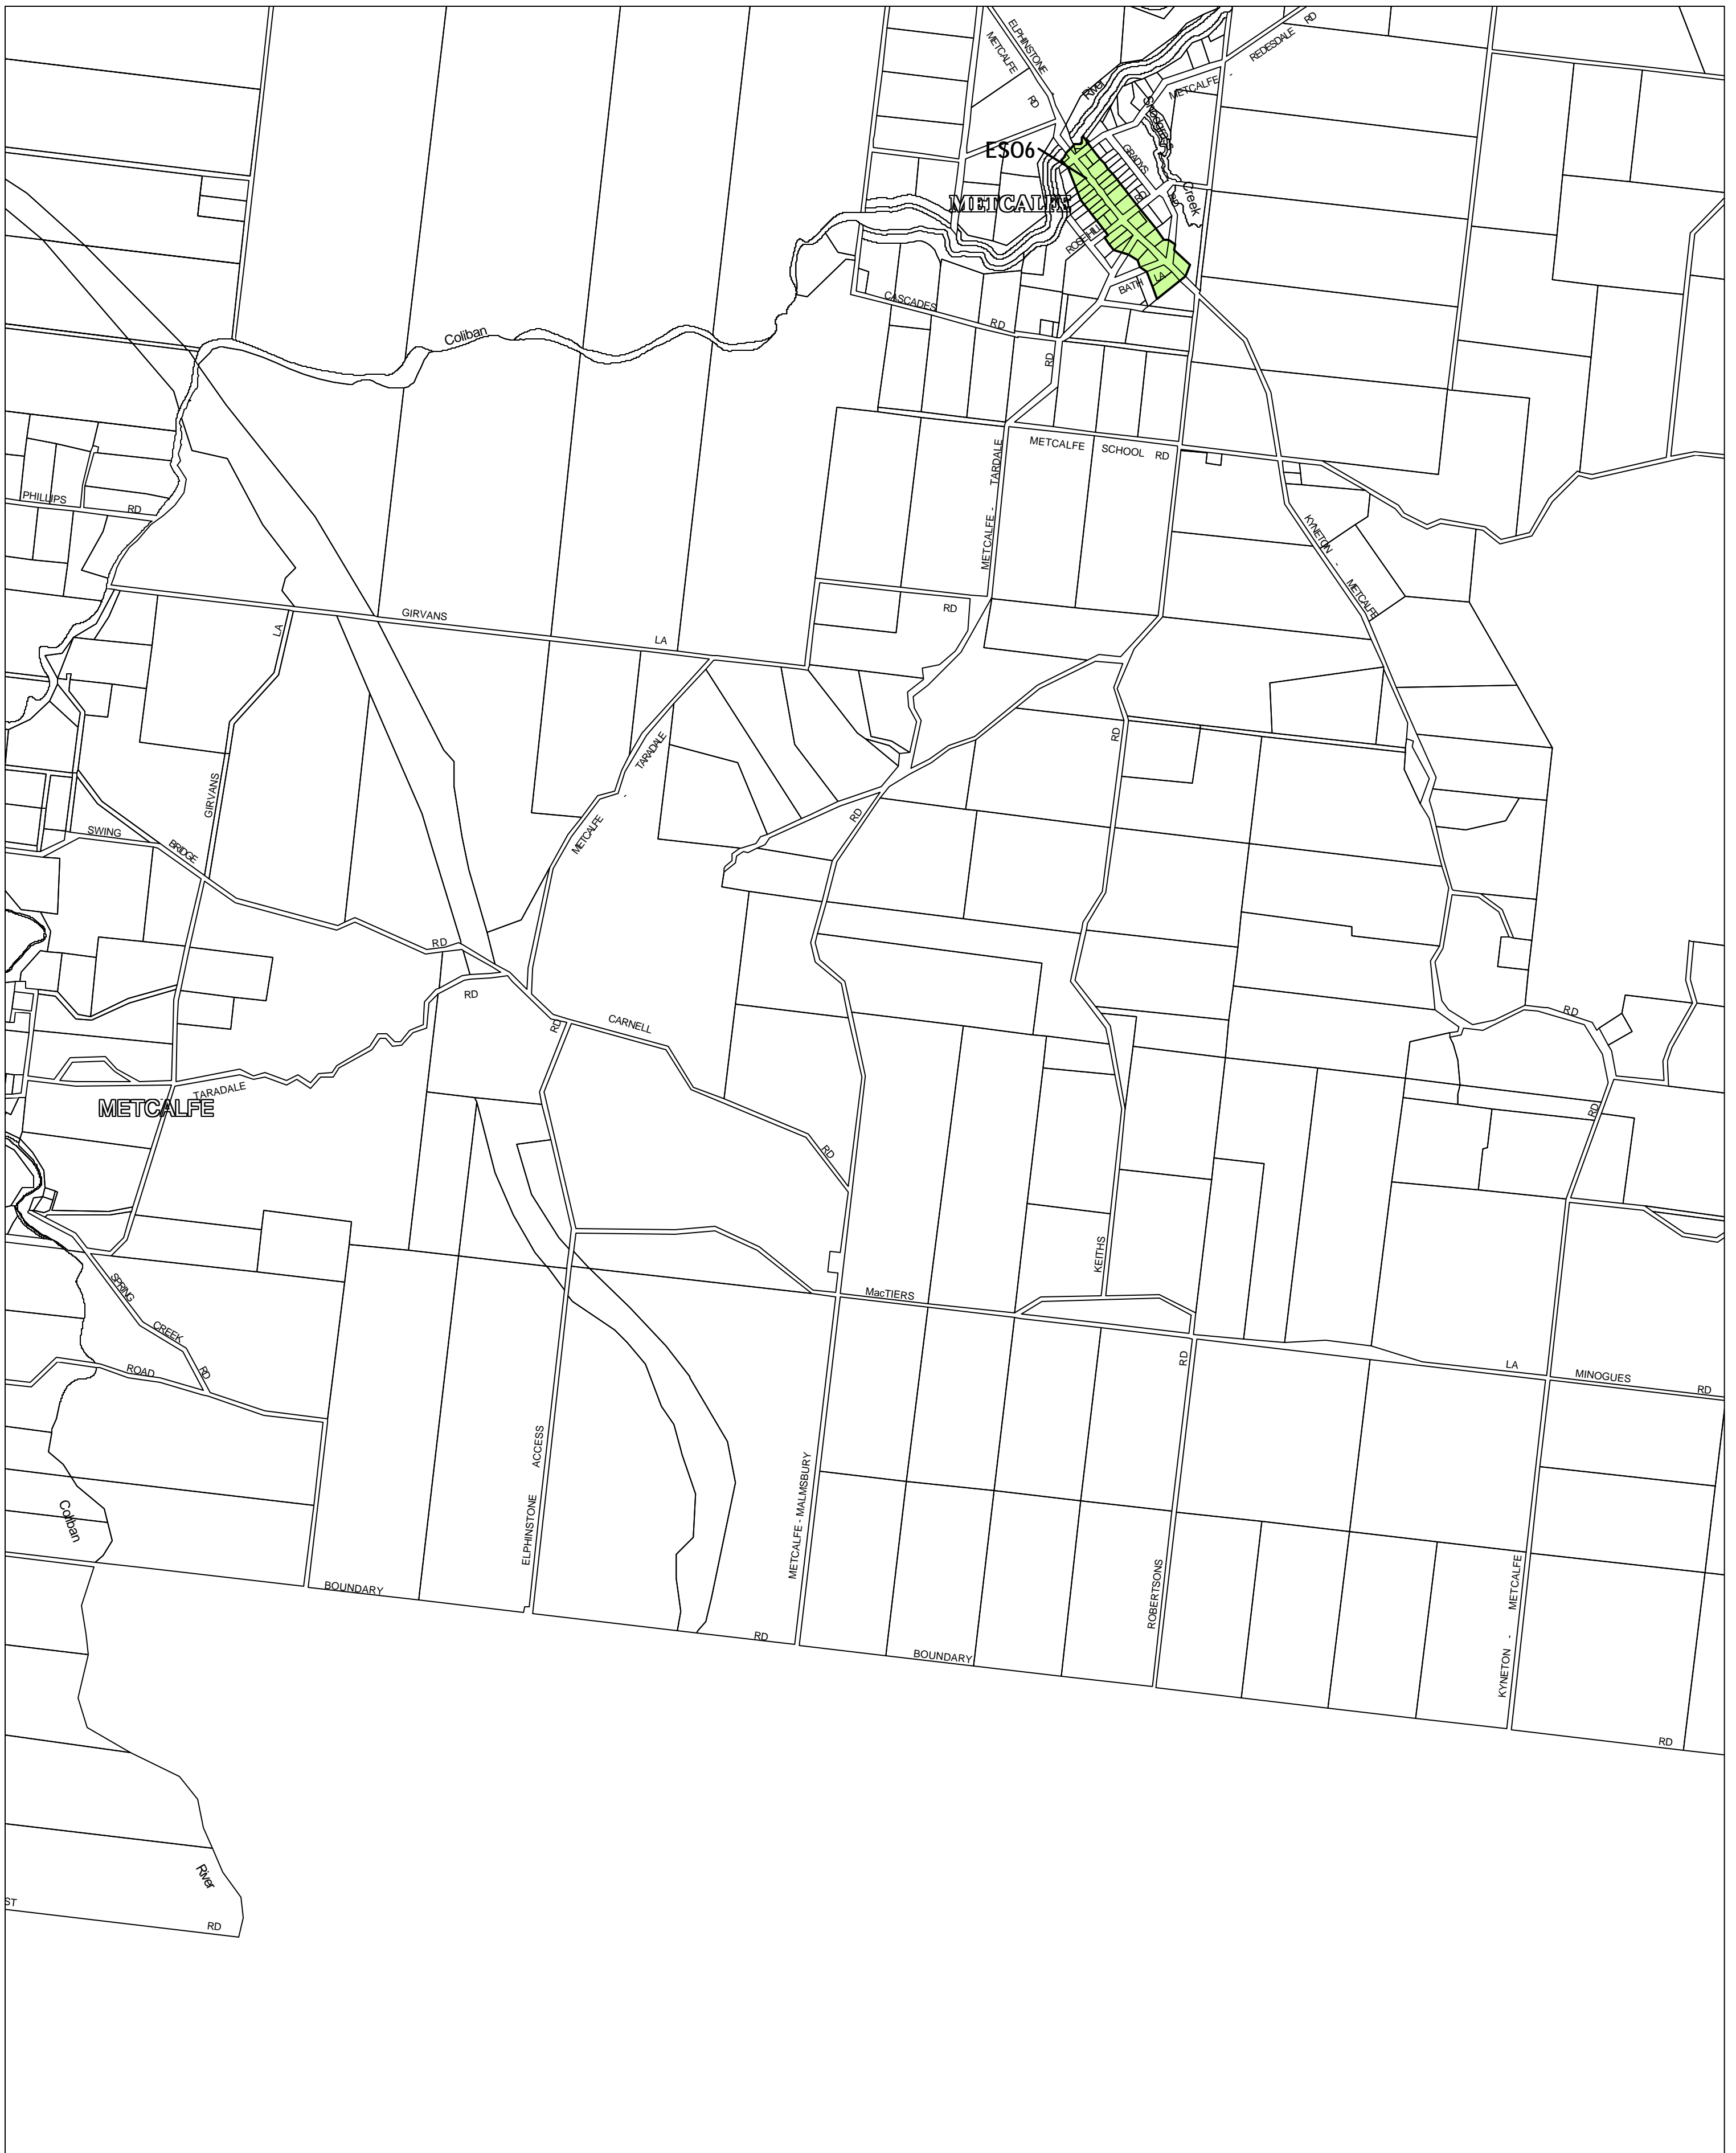 ELPHINSTONE
METCALFE
RD
RD
REDESDALE
-
METCALFE
River
Creek
ESO6
GRADYS
RD
METCALFE
ROSEHILL
BATH LA
CASCADES
RD
Coliban
RD
METCALFE SCHOOL RD
METCALFE - TARDALE
PHILLIPS
RD
KYNETON - METCALFE
GIRVANS
LA
RD
LA
GIRVANS
METCALFE - TARADALE
RD
RD
SWING
BRIDGE
RD
RD
CARNELL
RD
RD
TARADALE
METCALFE
RD
RD
RD
KEITHS
SPRING
CREEK
RD
ROAD
MacTIERS
LA
MINOGUES
RD
RD
ELPHINSTONE ACCESS
METCALFE - MALMSBURY
ROBERTSONS
KYNETON - METCALFE
Coliban
BOUNDARY
RD
BOUNDARY
RD
River
ST
RD